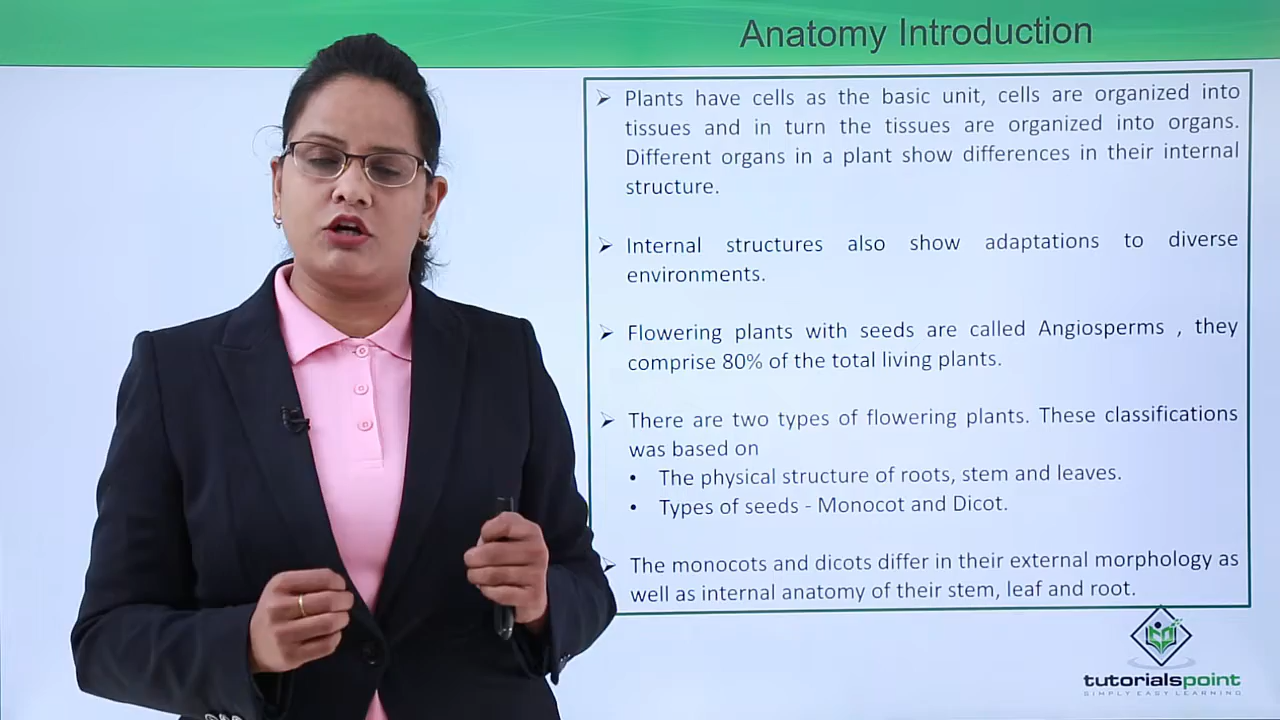 Anatomy Introduction
Plants have cells as the basic unit, cells are organized into
tissues and in turn the tissues are organized into organs.
Different organs in a plant show differences in their internal
structure.
Internal structures also show adaptations to diverse
environments.
Flowering plants with seeds are called Angiosperms , they
comprise 80% of the total living plants.
There are two types of flowering plants. These classifications
was based on
• The physical structure of roots, stem and leaves.
• Types of seeds - Monocot and Dicot.
The monocots and dicots differ in their external morphology as
well as internal anatomy of their stem, leaf and root.
tutorialspoint
SIMPLY EASY LEARNING